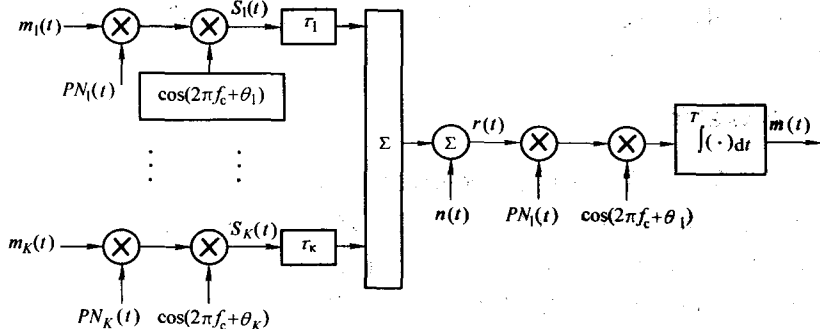 m₁(t)
S₁(t)
τ₁
PN₁(t)
cos(2πf_c+θ₁)
Σ
Σ
r(t)
T
∫(·)dt
m(t)
n(t)
PN₁(t)
cos(2πf_c+θ₁)
m_K(t)
S_K(t)
τ_K
PN_K(t)
cos(2πf_c+θ_K)